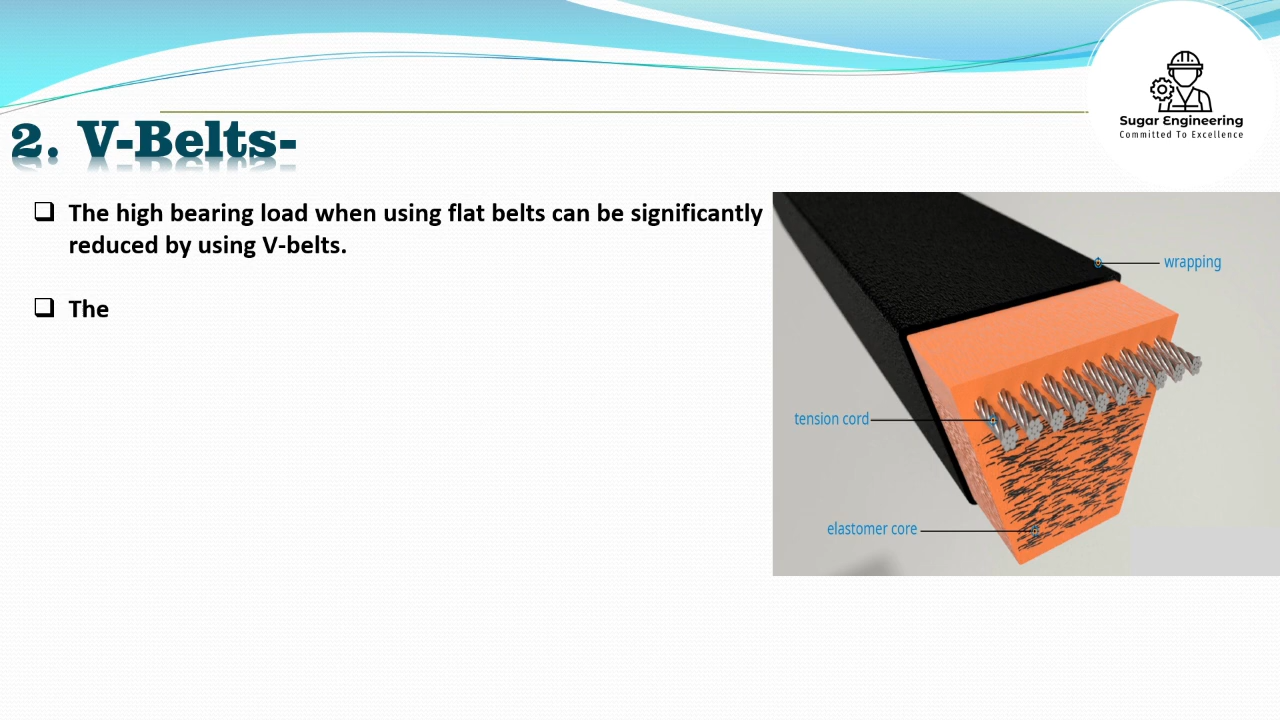 Sugar Engineering
Committed To Excellence
2. V-Belts-
The high bearing load when using flat belts can be significantly
reduced by using V-belts.
The
wrapping
tension cord
elastomer core